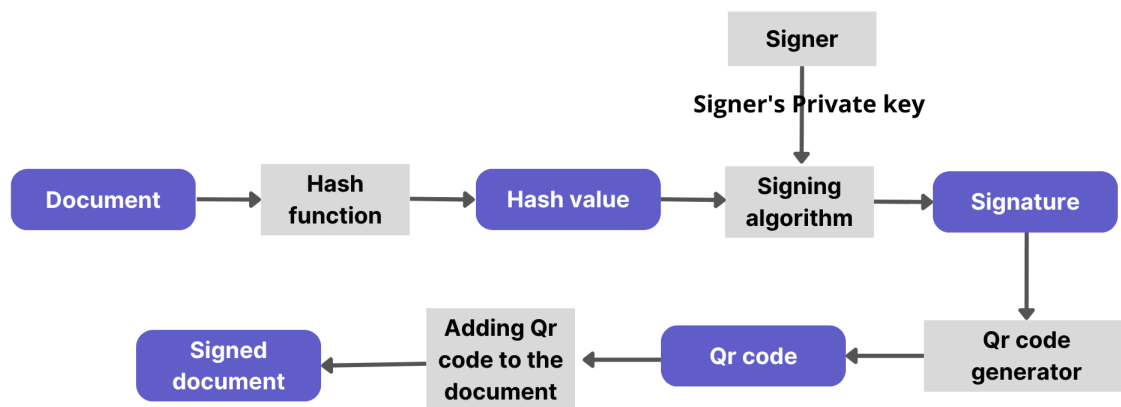 Signer
Signer's Private key
Document
Hash
function
Hash value
Signing
algorithm
Signature
Signed
document
Adding Qr
code to the
document
Qr code
Qr code
generator